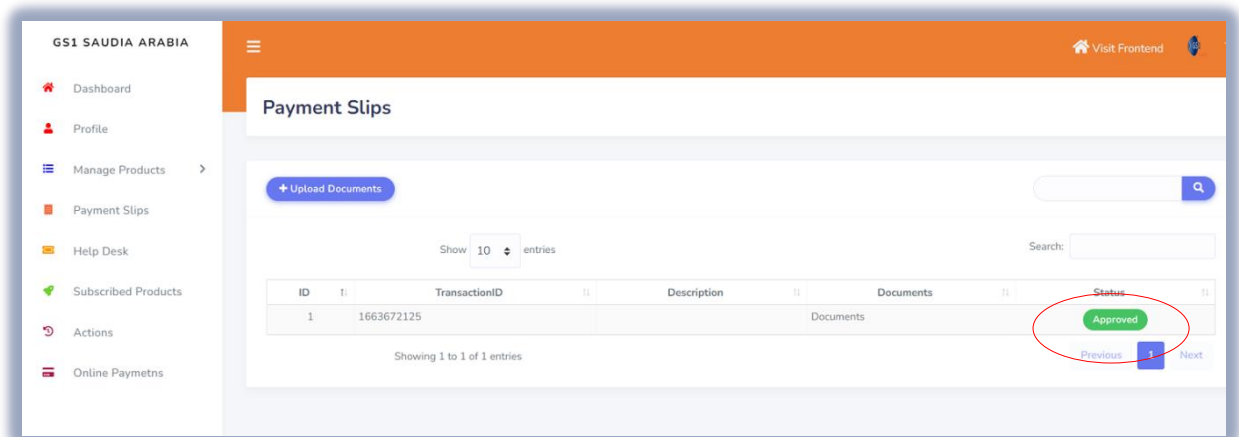 GS1 SAUDIA ARABIA
Visit Frontend
Dashboard
Profile
Manage Products
Payment Slips
Help Desk
Subscribed Products
Actions
Online Paymetns
Payment Slips
+ Upload Documents
Show 10 entries
Search:
ID TransactionID Description Documents Status
1 1663672125 Documents Approved
Showing 1 to 1 of 1 entries
Previous 1 Next